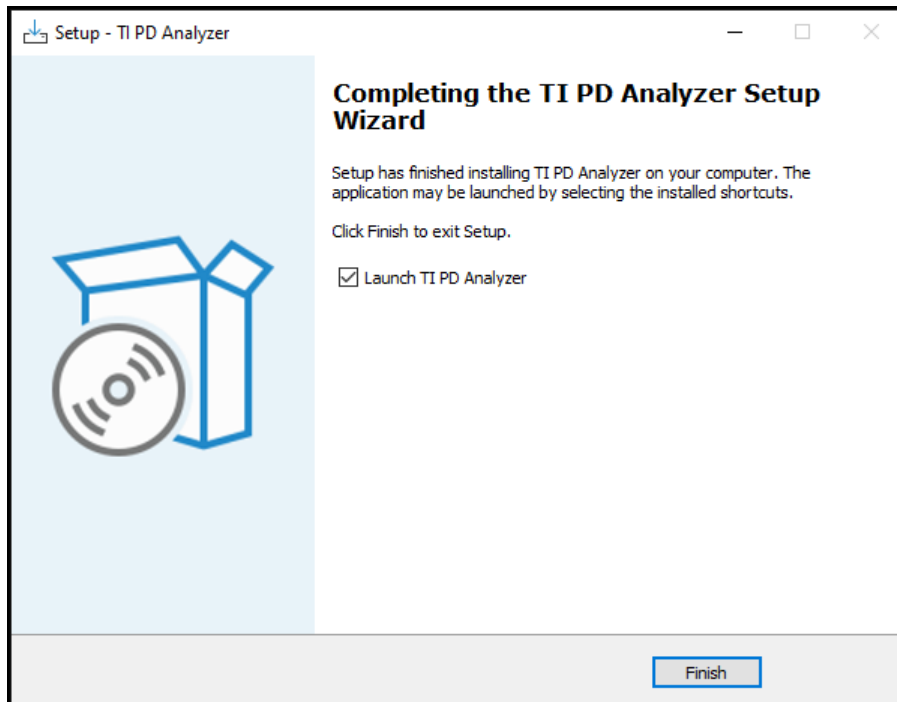 Setup - TI PD Analyzer
Completing the TI PD Analyzer Setup
Wizard
Setup has finished installing TI PD Analyzer on your computer. The
application may be launched by selecting the installed shortcuts.
Click Finish to exit Setup.
Launch TI PD Analyzer
Finish